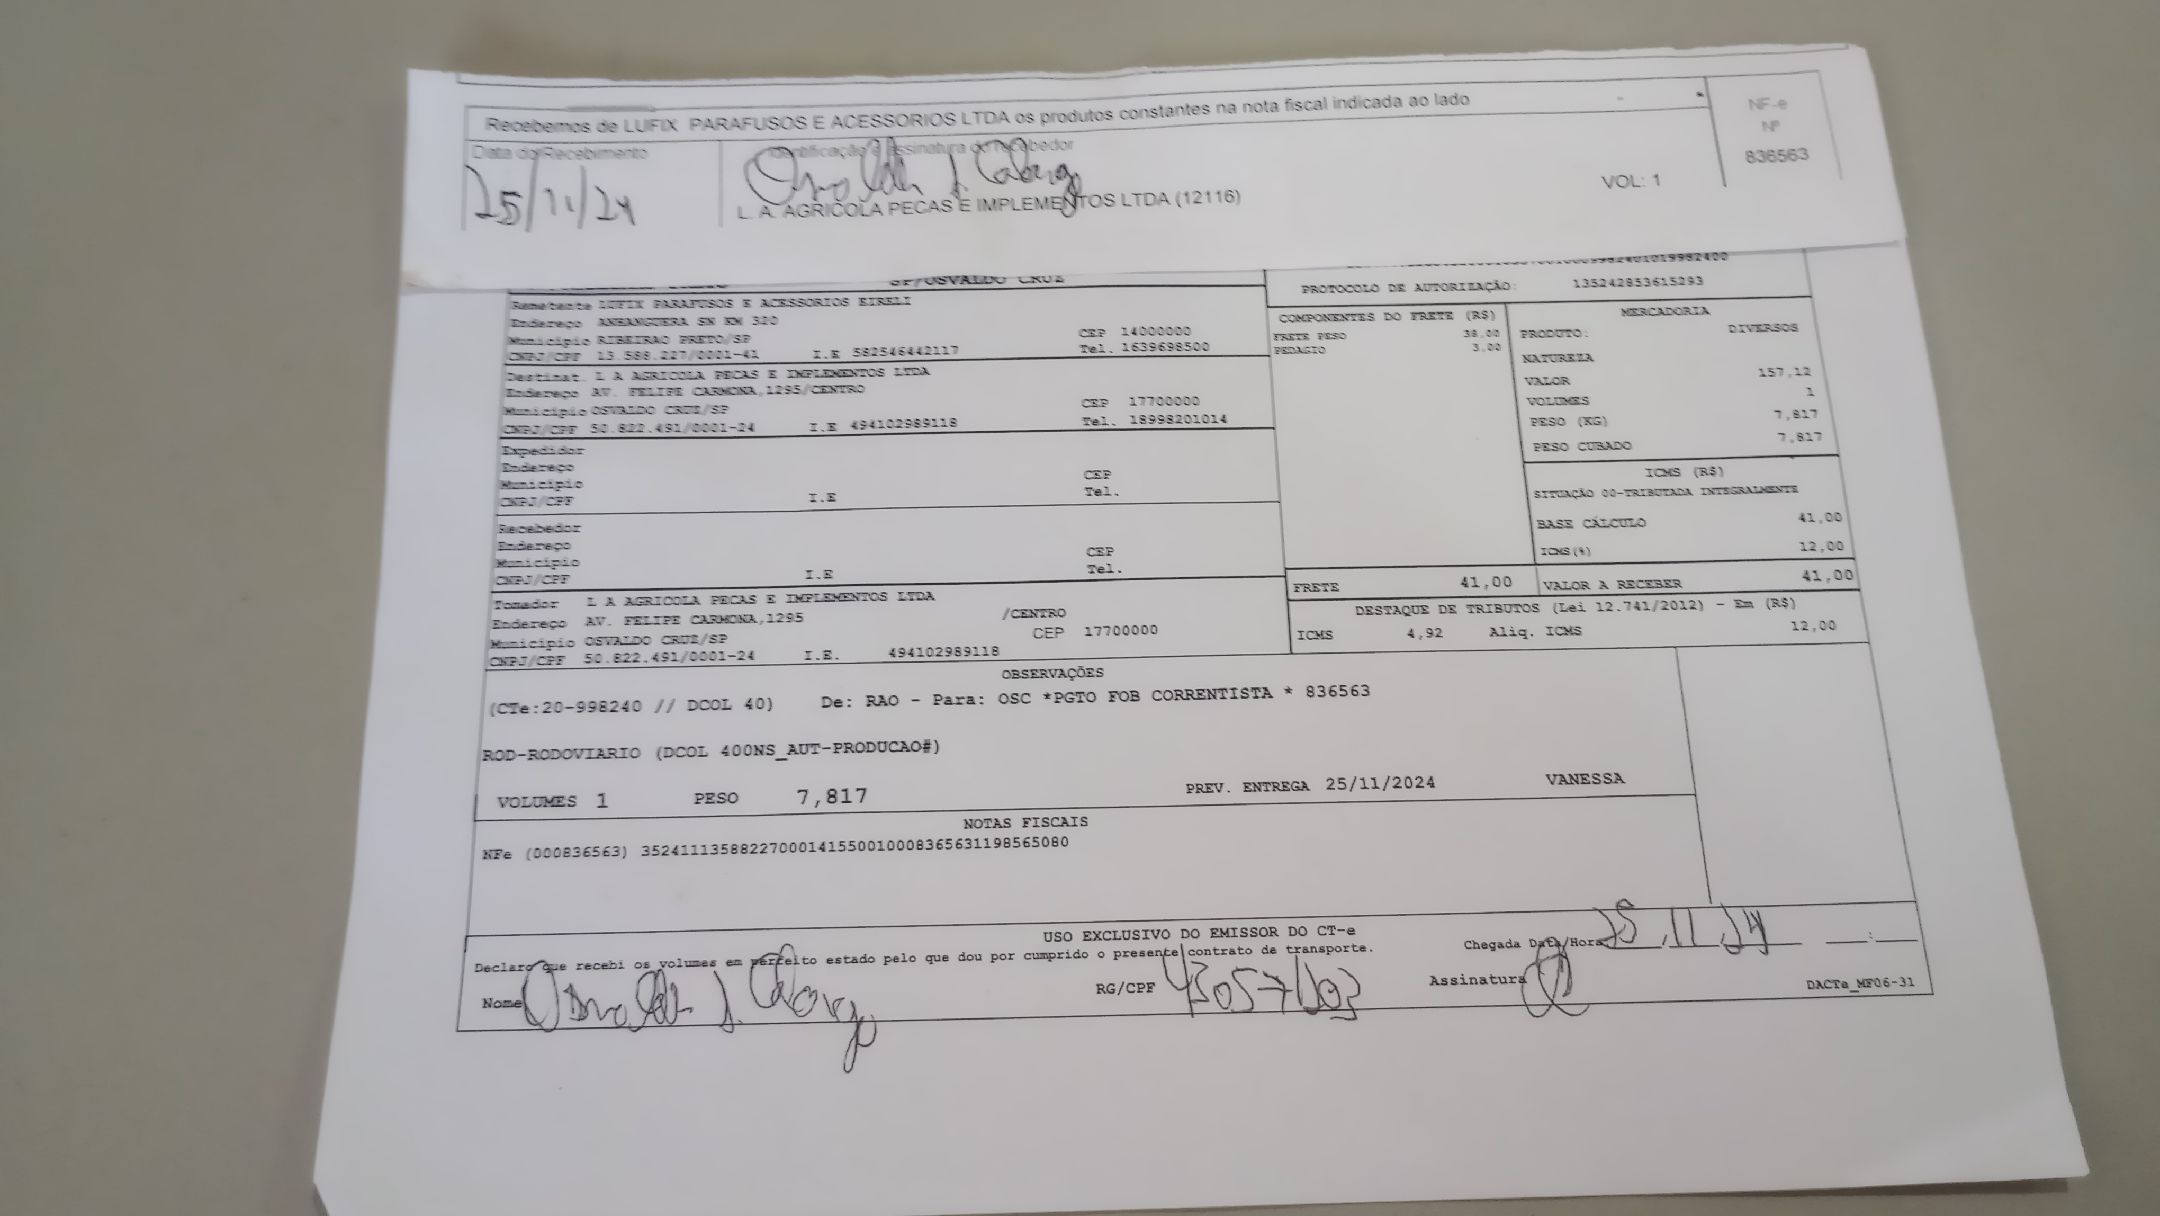 Recebemos de LUFIX PARAFUSOS E ACESSORIOS LTDA os produtos constantes na nota fiscal indicada ao lado
NF-e
Nº
836563
Data do Recebimento
Identificação e assinatura do recebedor
25/11/24
L. A. AGRICOLA PECAS E IMPLEMENTOS LTDA (12116)
VOL: 1
SP/OSVALDO CRUZ
PROTOCOLO DE AUTORIZAÇÃO: 135242853615293
Remetente LUFIX PARAFUSOS E ACESSORIOS EIRELI
Endereço ANHANGUERA SN KM 320
Município RIBEIRAO PRETO/SP CEP 14000000
CNPJ/CPF 13.588.227/0001-41 I.E 582546442117 Tel. 1639698500
Destinat. L A AGRICOLA PECAS E IMPLEMENTOS LTDA
Endereço AV. FELIPE CARMONA,1295/CENTRO
Município OSVALDO CRUZ/SP CEP 17700000
CNPJ/CPF 50.822.491/0001-24 I.E 494102989118 Tel. 18998201014
Expedidor
Endereço
Município CEP
CNPJ/CPF I.E Tel.
Recebedor
Endereço
Município CEP
CNPJ/CPF I.E Tel.
Tomador L A AGRICOLA PECAS E IMPLEMENTOS LTDA
Endereço AV. FELIPE CARMONA,1295 /CENTRO
Município OSVALDO CRUZ/SP CEP 17700000
CNPJ/CPF 50.822.491/0001-24 I.E. 494102989118
COMPONENTES DO FRETE (R$)
FRETE PESO 38,00
PEDAGIO 3,00
MERCADORIA
PRODUTO: DIVERSOS
NATUREZA
VALOR 157,12
VOLUMES 1
PESO (KG) 7,817
PESO CUBADO 7,817
ICMS (R$)
SITUAÇÃO 00-TRIBUTADA INTEGRALMENTE
BASE CÁLCULO 41,00
ICMS(%) 12,00
FRETE 41,00 VALOR A RECEBER 41,00
DESTAQUE DE TRIBUTOS (Lei 12.741/2012) - Em (R$)
ICMS 4,92 Aliq. ICMS 12,00
OBSERVAÇÕES
(CTe:20-998240 // DCOL 40) De: RAO - Para: OSC *PGTO FOB CORRENTISTA * 836563
ROD-RODOVIARIO (DCOL 400NS_AUT-PRODUCAO#)
VOLUMES 1 PESO 7,817 PREV. ENTREGA 25/11/2024 VANESSA
NOTAS FISCAIS
NFe (000836563) 35241113588227000141550010008365631198565080
USO EXCLUSIVO DO EMISSOR DO CT-e
Declaro que recebi os volumes em perfeito estado pelo que dou por cumprido o presente contrato de transporte.
Chegada Data/Hora 25 11 24 :
Nome
RG/CPF
Assinatura
DACTe_MF06-31